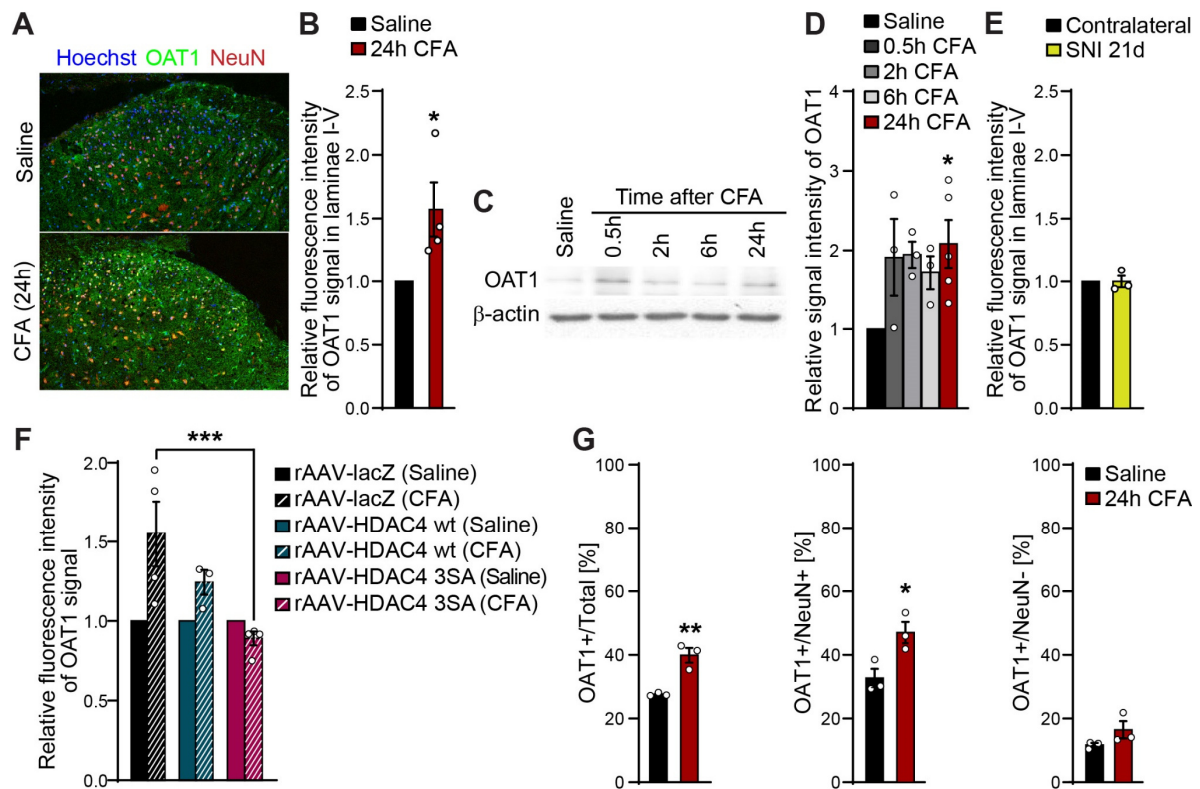 A
Hoechst OAT1 NeuN
Saline
CFA (24h)
B
Saline
24h CFA
Relative fluorescence intensity
of OAT1 signal in laminae I-V
2.5
2.0
1.5
1.0
0.5
0.0
*
C
Time after CFA
Saline
0.5h
2h
6h
24h
OAT1
β-actin
D
Saline
0.5h CFA
2h CFA
6h CFA
24h CFA
Relative signal intensity of OAT1
4
3
2
1
0
*
E
Contralateral
SNI 21d
Relative fluorescence intensity
of OAT1 signal in laminae I-V
2.5
2.0
1.5
1.0
0.5
0.0
F
Relative fluorescence intensity
of OAT1 signal
2.0
1.5
1.0
0.5
0.0
***
rAAV-lacZ (Saline)
rAAV-lacZ (CFA)
rAAV-HDAC4 wt (Saline)
rAAV-HDAC4 wt (CFA)
rAAV-HDAC4 3SA (Saline)
rAAV-HDAC4 3SA (CFA)
G
OAT1+/Total [%]
100
80
60
40
20
0
**
OAT1+/NeuN+ [%]
100
80
60
40
20
0
*
OAT1+/NeuN- [%]
100
80
60
40
20
0
Saline
24h CFA